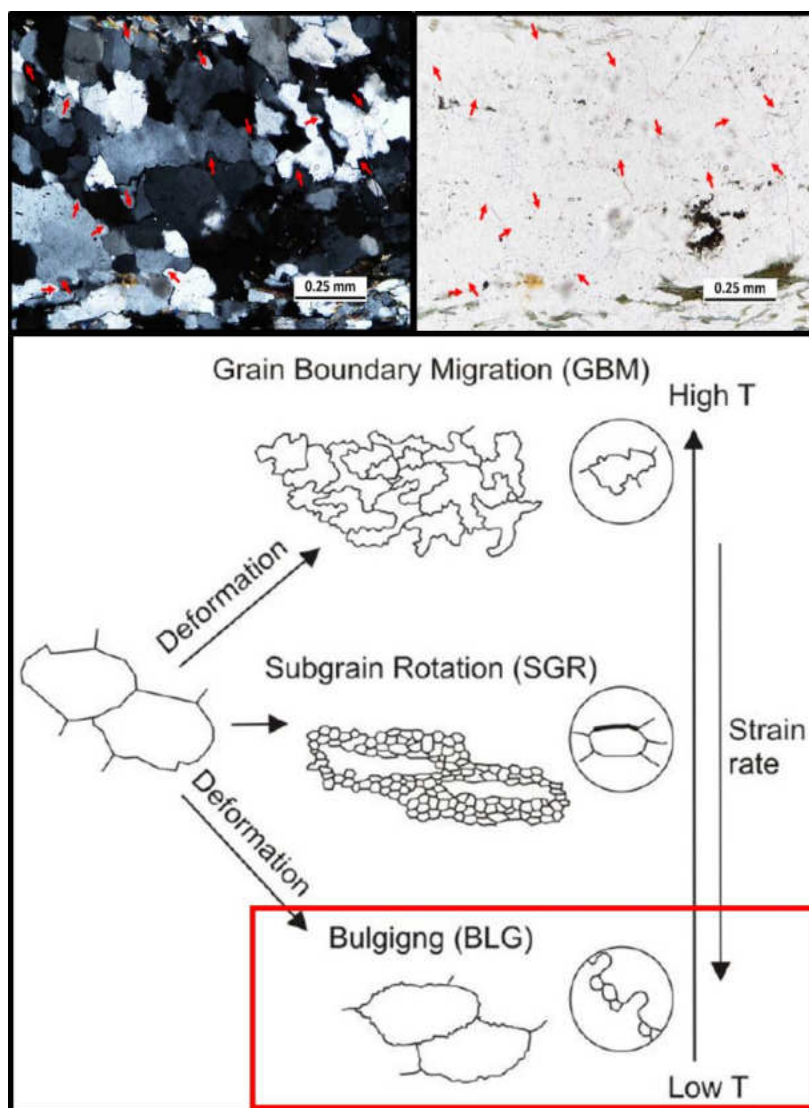 0.25 mm
0.25 mm
Grain Boundary Migration (GBM)
High T
Deformation
Subgrain Rotation (SGR)
Strain
rate
Deformation
Bulgigng (BLG)
Low T